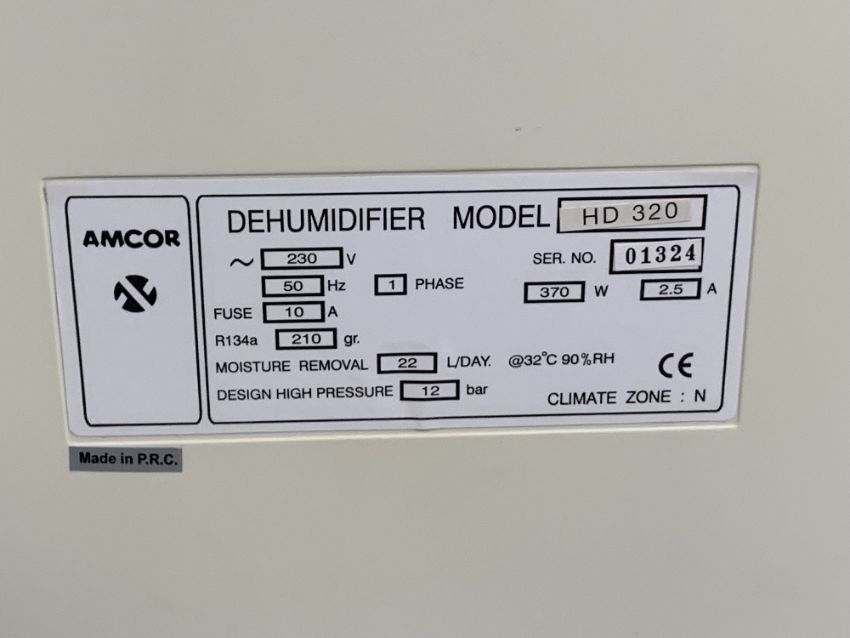 AMCOR
DEHUMIDIFIER MODEL HD 320
~ 230 V
SER. NO. 01324
50 Hz 1 PHASE
370 W 2.5 A
FUSE 10 A
R134a 210 gr.
MOISTURE REMOVAL 22 L/DAY. @32°C 90%RH
CE
DESIGN HIGH PRESSURE 12 bar
CLIMATE ZONE : N
Made in P.R.C.